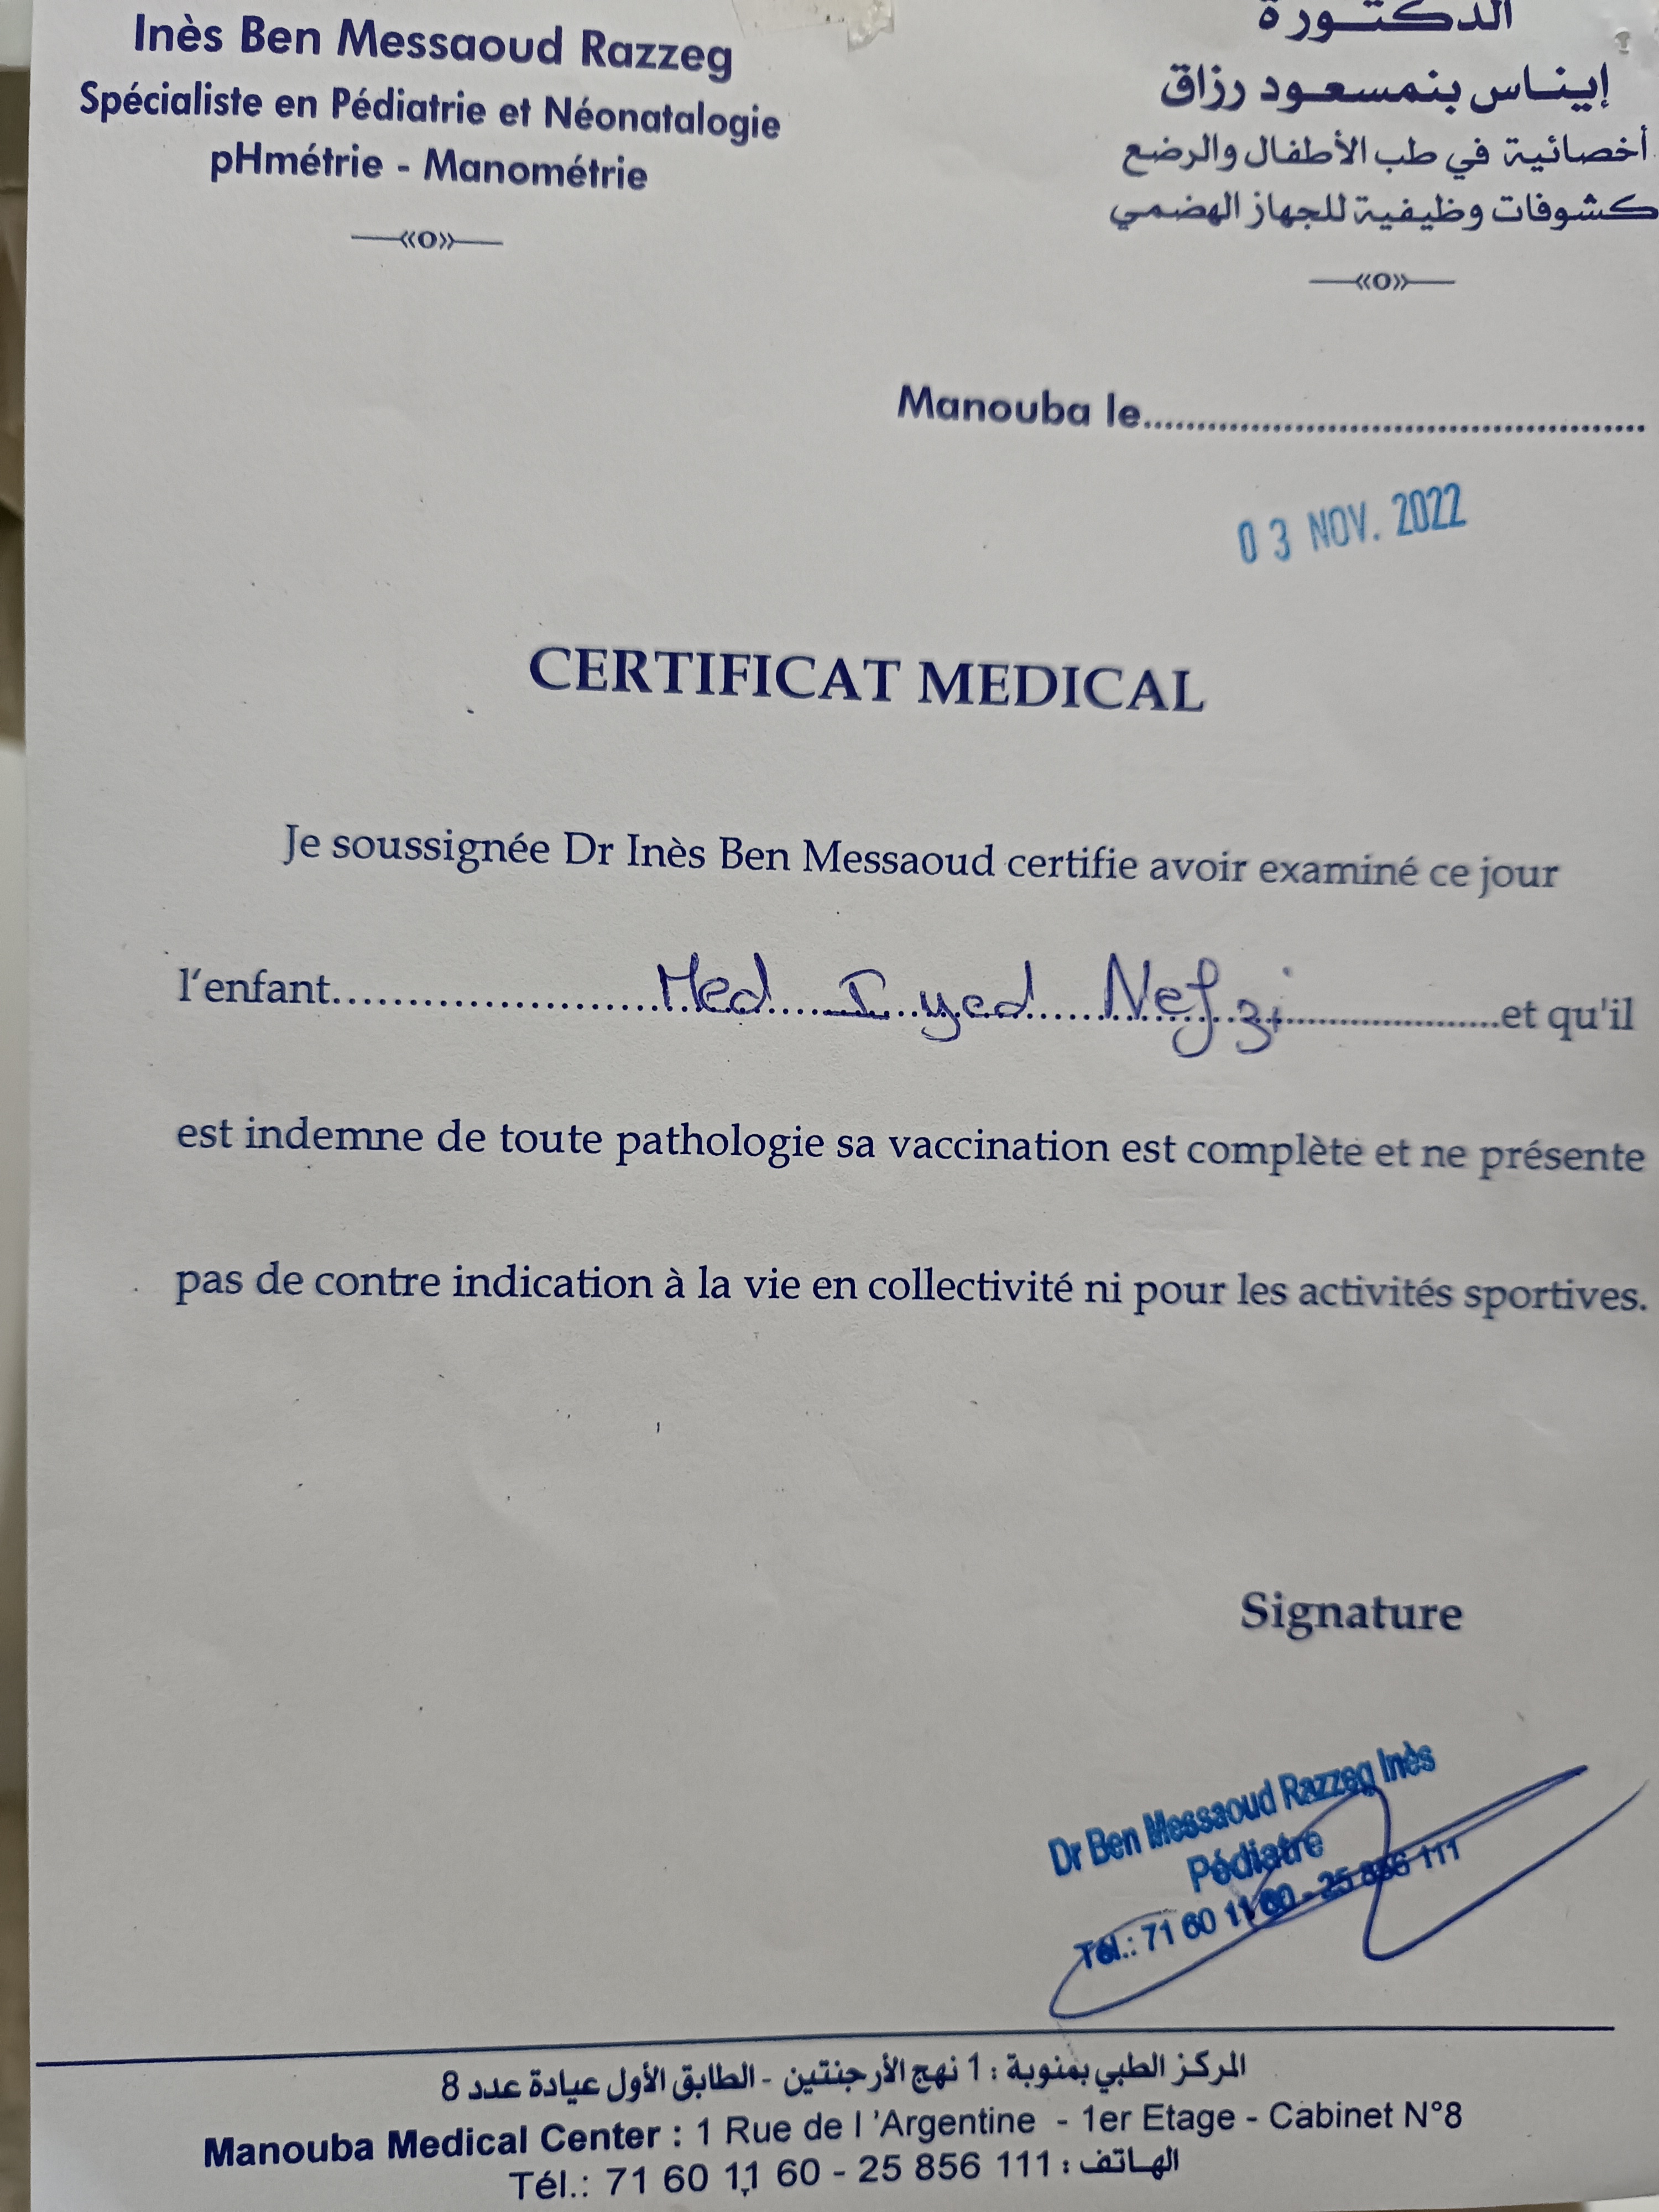 Inès Ben Messaoud Razzeg
Spécialiste en Pédiatrie et Néonatalogie
pHmétrie - Manométrie
الدكتورة
إيناس بنمسعود رزاق
أخصائية في طب الأطفال والرضع
كشوفات وظيفية للجهاز الهضمي
Manouba le
03 NOV. 2022
CERTIFICAT MEDICAL
Je soussignée Dr Inès Ben Messaoud certifie avoir examiné ce jour
l'enfant Med Iyed Nefzi et qu'il
est indemne de toute pathologie sa vaccination est complète et ne présente
pas de contre indication à la vie en collectivité ni pour les activités sportives.
Signature
Dr Ben Messaoud Razzeg Inès
Pédiatre
Tél.: 71 60 11 60 - 25 856 111
المركز الطبي بمنوبة : 1 نهج الأرجنتين - الطابق الأول عيادة عدد 8
Manouba Medical Center : 1 Rue de l 'Argentine - 1er Etage - Cabinet N°8
Tél.: 71 60 11 60 - 25 856 111 : الهاتف